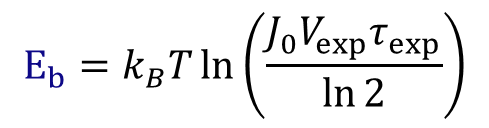 E_b = k_B T ln ( J_0 V_exp τ_exp / ln 2 )